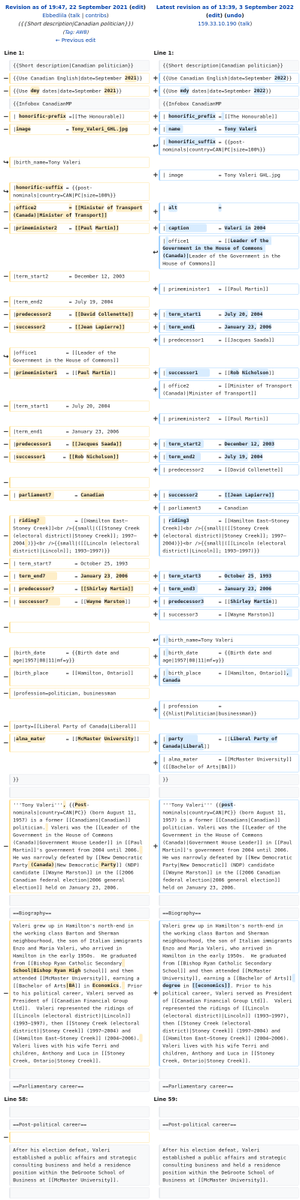 Revision as of 19:47, 22 September 2021 (edit)
Ebbedlila (talk | contribs)
({{Short description|Canadian politician}})
(Tag: AWB)
← Previous edit
Latest revision as of 13:39, 3 September 2022
(edit) (undo)
159.33.10.190 (talk)
Line 1:
{{Short description|Canadian politician}}
{{Use Canadian English|date=September 2021}}
{{Use dmy dates|date=September 2021}}
{{Infobox CanadianMP
| honorific-prefix =[[The Honourable]]
|image = Tony_Valeri_GHL.jpg
|birth_name=Tony Valeri
|honorific-suffix = {{post-
nominals|country=CAN|PC|size=100%}}
|office2 = [[Minister of Transport
(Canada)|Minister of Transport]]
|primeminister2 = [[Paul Martin]]
|term_start2 = December 12, 2003
|term_end2 = July 19, 2004
|predecessor2 = [[David Collenette]]
|successor2 = [[Jean Lapierre]]
|office1 = [[Leader of the
Government in the House of Commons
|primeminister1 = [[Paul Martin]]
|term_start1 = July 20, 2004
|term_end1 = January 23, 2006
|predecessor1 = [[Jacques Saada]]
|successor1 = [[Rob Nicholson]]
| parliament7 = Canadian
| riding7 = [[Hamilton East—
Stoney Creek]]<br />{{small|([[Stoney Creek
(electoral district)|Stoney Creek]]; 1997–
2004 )}}<br />{{small|([[Lincoln (electoral
district)|Lincoln]]; 1993–1997)}}
| term_start7 = October 25, 1993
| term_end7 = January 23, 2006
| predecessor7 = [[Shirley Martin]]
| successor7 = [[Wayne Marston]]
|birth_date = {{Birth date and
age|1957|08|11|mf=y}}
|birth_place = [[Hamilton, Ontario]]
|profession=politician, businessman
|party=[[Liberal Party of Canada|Liberal]]
|alma_mater = [[McMaster University]]
}}
'''Tony Valeri''', {{Post-
nominals|country=CAN|PC}} (born August 11,
1957) is a former [[Canadians|Canadian]]
politician. Valeri was the [[Leader of the
Government in the House of Commons
(Canada)|Government House Leader]] in [[Paul
Martin]]'s government from 2004 until 2006.
He was narrowly defeated by [[New Democratic
Party (Canada)|New Democratic Party]] (NDP)
candidate [[Wayne Marston]] in the [[2006
Canadian federal election|2006 general
election]] held on January 23, 2006.
==Biography==
Valeri grew up in Hamilton's north-end in
the working class Barton and Sherman
neighbourhood, the son of Italian immigrants
Enzo and Maria Valeri, who arrived in
Hamilton in the early 1950s. He graduated
from [[Bishop Ryan Catholic Secondary
School|Bishop Ryan High School]] and then
attended [[McMaster University]], earning a
[[Bachelor of Arts|BA]] in Economics. Prior
to his political career, Valeri served as
President of [[Canadian Financial Group
Ltd]]. Valeri represented the ridings of
[[Lincoln (electoral district)|Lincoln]]
(1993–1997), then [[Stoney Creek (electoral
district)|Stoney Creek]] (1997–2004) and
[[Hamilton East—Stoney Creek]] (2004–2006).
Valeri lives with his wife Terri and
children, Anthony and Luca in [[Stoney
Creek, Ontario|Stoney Creek]].
==Parliamentary career==
Line 58:
==Post-political career==
After his election defeat, Valeri
established a public affairs and strategic
consulting business and held a residence
position within the DeGroote School of
Business at [[McMaster University]].
Line 1:
{{Short description|Canadian politician}}
{{Use Canadian English|date=September 2022}}
{{Use mdy dates|date=September 2022}}
{{Infobox CanadianMP
| honorific_prefix = [[The Honourable]]
| name = Tony Valeri
| honorific_suffix = {{post-
nominals|country=CAN|PC|size=100%}}
| image = Tony Valeri GHL.jpg
| alt =
| caption = Valeri in 2004
| office1 = [[Leader of the
Government in the House of Commons
(Canada)|Leader of the Government in the
House of Commons]]
| primeminister1 = [[Paul Martin]]
| term_start1 = July 20, 2004
| term_end1 = January 23, 2006
| predecessor1 = [[Jacques Saada]]
| successor1 = [[Rob Nicholson]]
| office2 = [[Minister of Transport
(Canada)|Minister of Transport]]
| primeminister2 = [[Paul Martin]]
| term_start2 = December 12, 2003
| term_end2 = July 19, 2004
| predecessor2 = [[David Collenette]]
| successor2 = [[Jean Lapierre]]
| parliament3 = Canadian
| riding3 = [[Hamilton East—
Stoney Creek]]<br />{{small|([[Stoney Creek
(electoral district)|Stoney Creek]]; 1997–
2004)}}<br />{{small|([[Lincoln (electoral
district)|Lincoln]]; 1993–1997)}}
| term_start3 = October 25, 1993
| term_end3 = January 23, 2006
| predecessor3 = [[Shirley Martin]]
| successor3 = [[Wayne Marston]]
| birth_name=Tony Valeri
| birth_date = {{Birth date and
age|1957|08|11|mf=y}}
| birth_place = [[Hamilton, Ontario]],
Canada
| profession =
{{hlist|Politician|businessman}}
| party = [[Liberal Party of
Canada|Liberal]]
| alma_mater = [[McMaster University]]
([[Bachelor of Arts|BA]])
}}
'''Tony Valeri''' {{post-
nominals|country=CAN|PC}} (born August 11,
1957) is a former [[Canadians|Canadian]]
politician. Valeri was the [[Leader of the
Government in the House of Commons
(Canada)|Government House Leader]] in [[Paul
Martin]]'s government from 2004 until 2006.
He was narrowly defeated by [[New Democratic
Party|New Democratic Party]] (NDP) candidate
[[Wayne Marston]] in the [[2006 Canadian
federal election|2006 general election]]
held on January 23, 2006.
==Biography==
Valeri grew up in Hamilton's north-end in
the working class Barton and Sherman
neighbourhood, the son of Italian immigrants
Enzo and Maria Valeri, who arrived in
Hamilton in the early 1950s. He graduated
from [[Bishop Ryan Catholic Secondary
School]] and then attended [[McMaster
University]], earning a [[Bachelor of Arts]]
degree in [[economics]]. Prior to his
political career, Valeri served as President
of [[Canadian Financial Group Ltd]]. Valeri
represented the ridings of [[Lincoln
(electoral district)|Lincoln]] (1993–1997),
then [[Stoney Creek (electoral
district)|Stoney Creek]] (1997–2004) and
[[Hamilton East—Stoney Creek]] (2004–2006).
Valeri lives with his wife Terri and
children, Anthony and Luca in [[Stoney
Creek, Ontario|Stoney Creek]].
==Parliamentary career==
Line 59:
==Post-political career==
After his election defeat, Valeri
established a public affairs and strategic
consulting business and held a residence
position within the DeGroote School of
Business at [[McMaster University]].